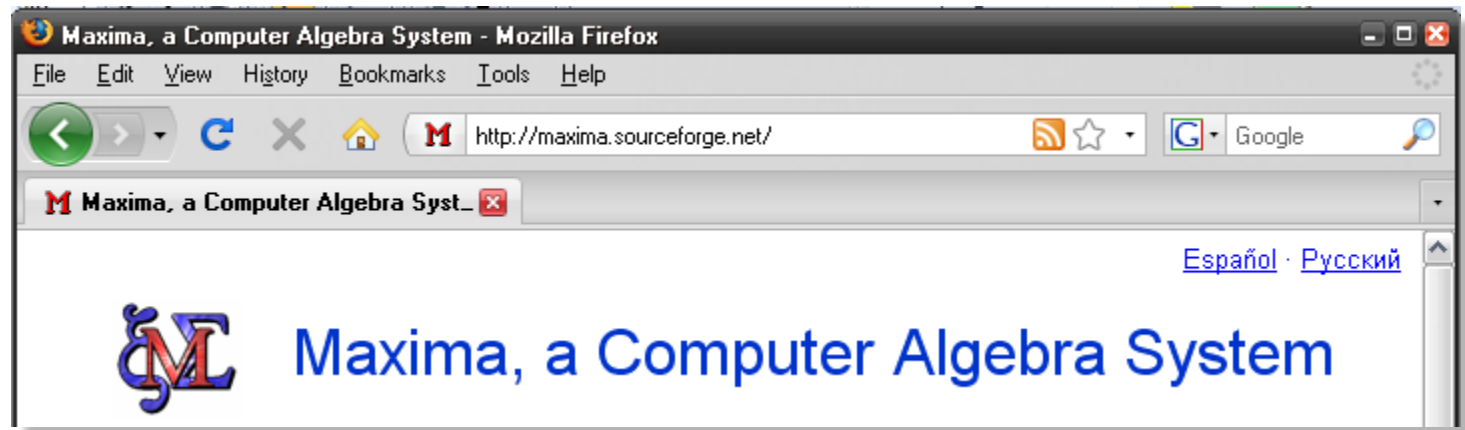 Maxima, a Computer Algebra System - Mozilla Firefox
File Edit View History Bookmarks Tools Help
M http://maxima.sourceforge.net/ G Google
M Maxima, a Computer Algebra Syst...
Español · Русский
Maxima, a Computer Algebra System